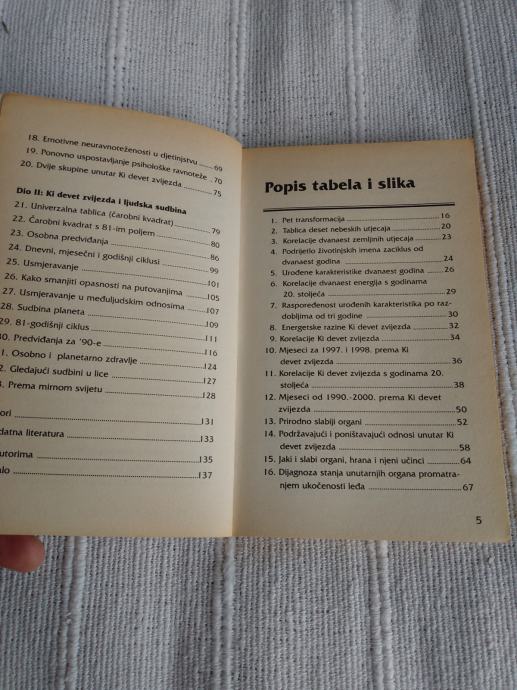 18. Emotivne neuravnoteženosti u djetinjstvu ..... 69
19. Ponovno uspostavljanje psihološke ravnoteže . 70
20. Dvije skupine unutar Ki devet zvijezda ........ 75
Dio II: Ki devet zvijezda i ljudska sudbina
21. Univerzalna tablica (čarobni kvadrat) .......... 79
22. Čarobni kvadrat s 81-im poljem ................ 80
23. Osobna predviđanja ................................ 86
24. Dnevni, mjesečni i godišnji ciklusi .............. 99
25. Usmjeravanje ........................................ 101
26. Kako smanjiti opasnosti na putovanjima ...... 105
27. Usmjeravanje u međuljudskim odnosima ..... 107
28. Sudbina planeta ..................................... 109
29. 81-godišnji ciklus ................................... 111
30. Predviđanja za '90-e ................................ 116
1. Osobno i planetarno zdravlje .................... 124
2. Gledajući sudbini u lice ............................ 127
3. Prema mirnom svijetu .............................. 128
ori ....................................................... 131
datna literatura ........................................ 133
utorima ................................................. 135
alo ....................................................... 137
Popis tabela i slika
1. Pet transformacija .................................. 16
2. Tablica deset nebeskih utjecaja .................. 20
3. Korelacije dvanaest zemljinih utjecaja .......... 23
4. Podrijetlo životinjskih imena zaciklus od
dvanaest godina ..................................... 24
5. Urođene karakteristike dvanaest godina ....... 26
6. Korelacije dvanaest energija s godinama
20. stoljeća ........................................... 29
7. Raspoređenost urođenih karakteristika po raz-
dobljima od tri godine ............................. 30
8. Energetske razine Ki devet zvijezda ............ 32
9. Korelacije Ki devet zvijezda ...................... 34
10. Mjeseci za 1997. i 1998. prema Ki
devet zvijezda ....................................... 36
11. Korelacije Ki devet zvijezda s godinama 20.
stoljeća ................................................ 38
12. Mjeseci od 1990.-2000. prema Ki devet
zvijezda ............................................... 50
13. Prirodno slabiji organi ............................. 52
14. Podržavajući i poništavajući odnosi unutar Ki
devet zvijezda ....................................... 58
15. Jaki i slabi organi, hrana i njeni učinci ......... 64
16. Dijagnoza stanja unutarnjih organa promatra-
njem ukočenosti leđa ............................... 67
5